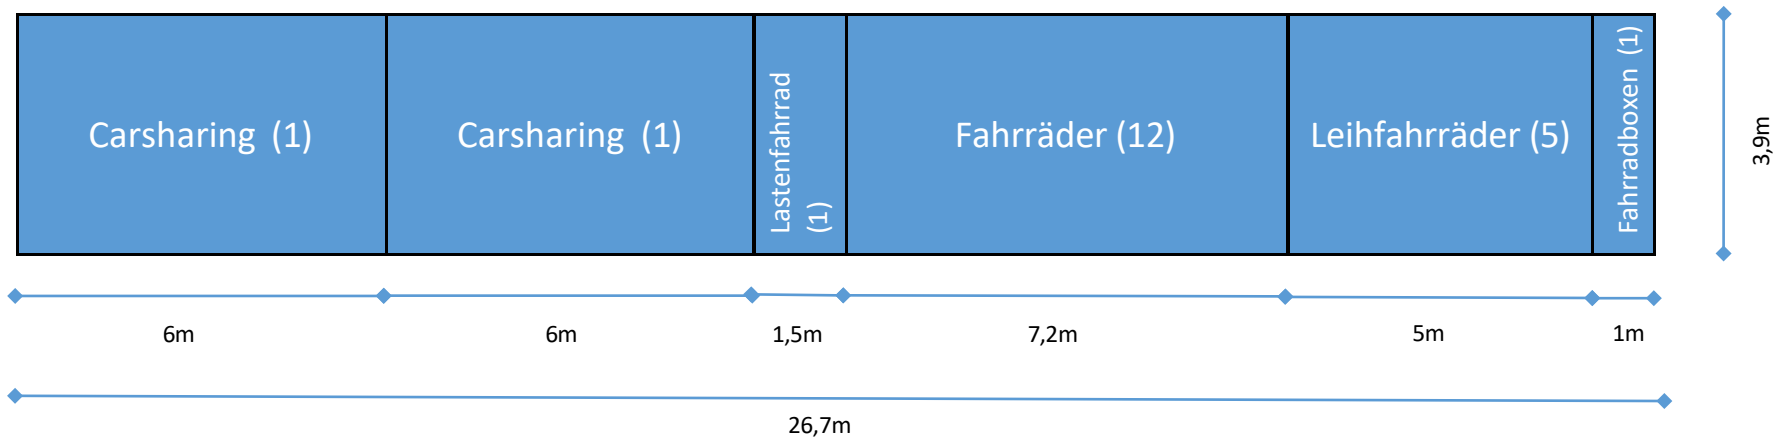 Carsharing (1)
Carsharing (1)
Lastenfahrrad
(1)
Fahrräder (12)
Leihfahrräder (5)
Fahrradboxen (1)
3,9m
6m
6m
1,5m
7,2m
5m
1m
26,7m